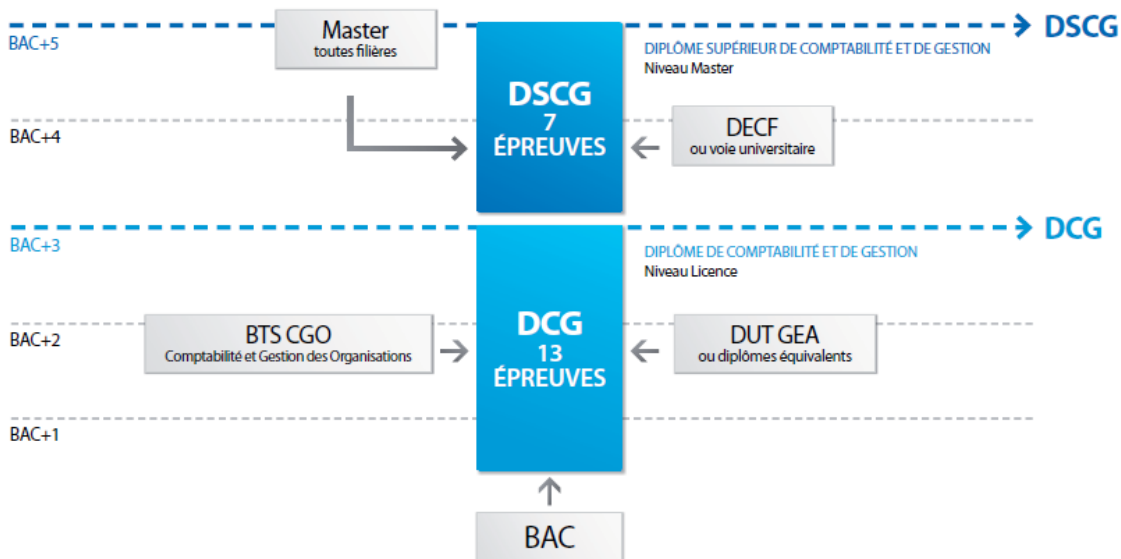 BAC+5
Master
toutes filières
DSCG
DIPLÔME SUPÉRIEUR DE COMPTABILITÉ ET DE GESTION
Niveau Master
DSCG
7
ÉPREUVES
BAC+4
DECF
ou voie universitaire
BAC+3
DCG
DIPLÔME DE COMPTABILITÉ ET DE GESTION
Niveau Licence
BAC+2
BTS CGO
Comptabilité et Gestion des Organisations
DCG
13
ÉPREUVES
DUT GEA
ou diplômes équivalents
BAC+1
BAC